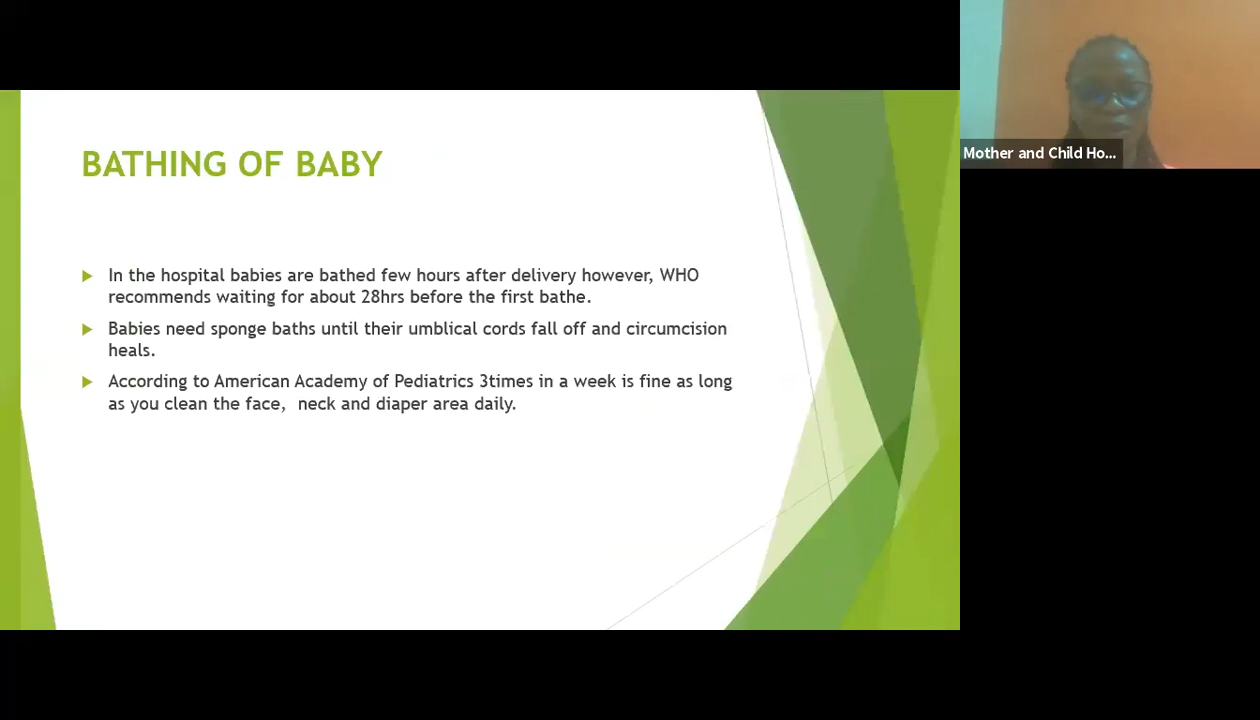 BATHING OF BABY
In the hospital babies are bathed few hours after delivery however, WHO
recommends waiting for about 28hrs before the first bathe.
Babies need sponge baths until their umblical cords fall off and circumcision
heals.
According to American Academy of Pediatrics 3times in a week is fine as long
as you clean the face, neck and diaper area daily.
Mother and Child Ho...